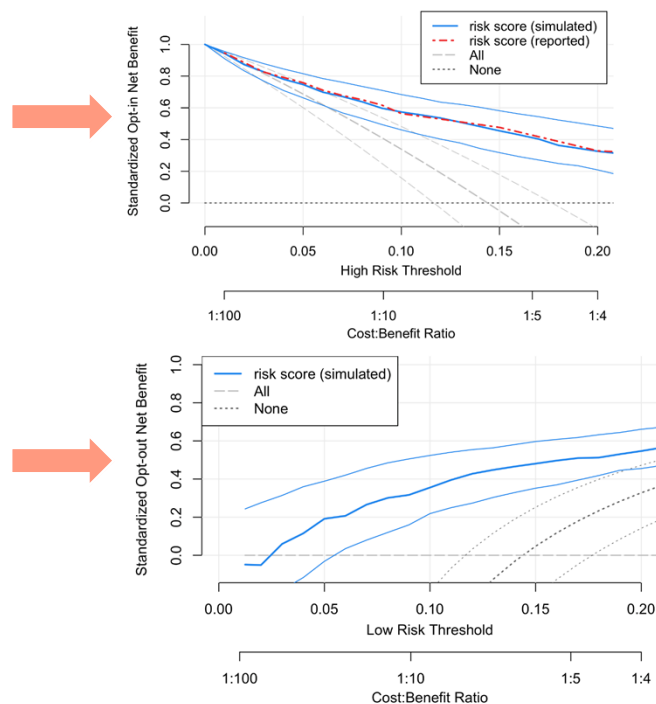 risk score (simulated)
risk score (reported)
All
None
Standardized Opt-in Net Benefit
1.0
0.8
0.6
0.4
0.2
0.0
0.00 0.05 0.10 0.15 0.20
High Risk Threshold
1:100 1:10 1:5 1:4
Cost:Benefit Ratio
risk score (simulated)
All
None
Standardized Opt-out Net Benefit
1.0
0.8
0.6
0.4
0.2
0.0
0.00 0.05 0.10 0.15 0.20
Low Risk Threshold
1:100 1:10 1:5 1:4
Cost:Benefit Ratio